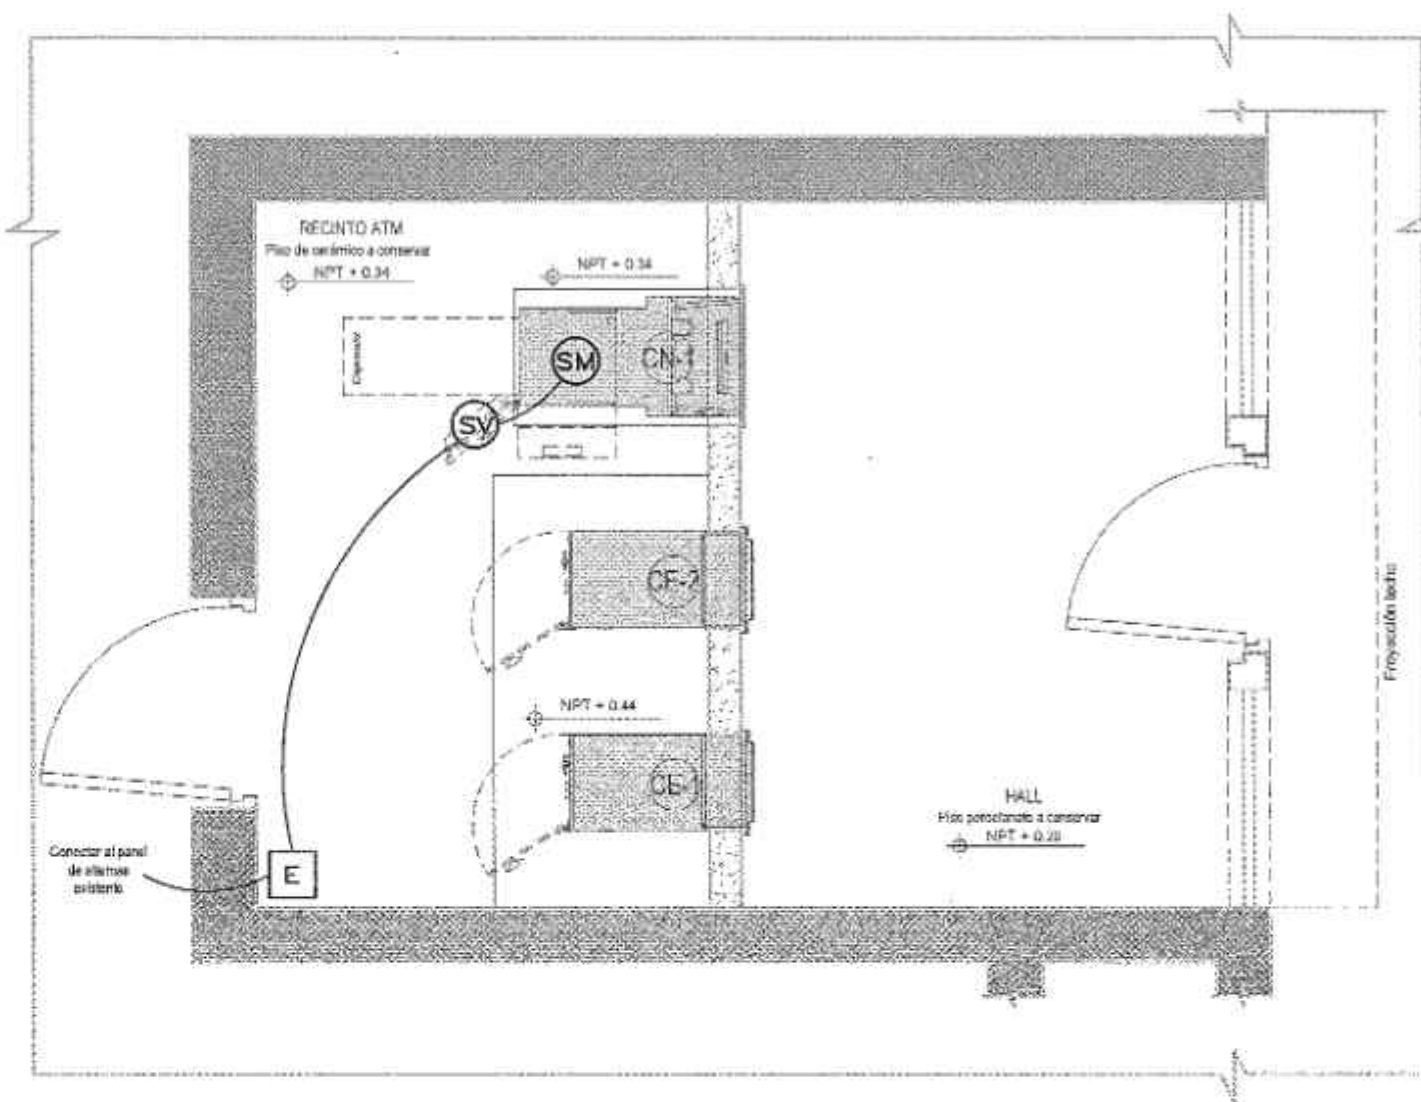 RECINTO ATM
Piso de cerámico a conservar
NPT + 0.34
NPT + 0.34
SM
CN-1
SV
CE-2
NPT + 0.44
CE-1
HALL
Piso porcelanato a conservar
NPT + 0.20
Proyección techo
Conectar al panel
de alarmas
existente
E